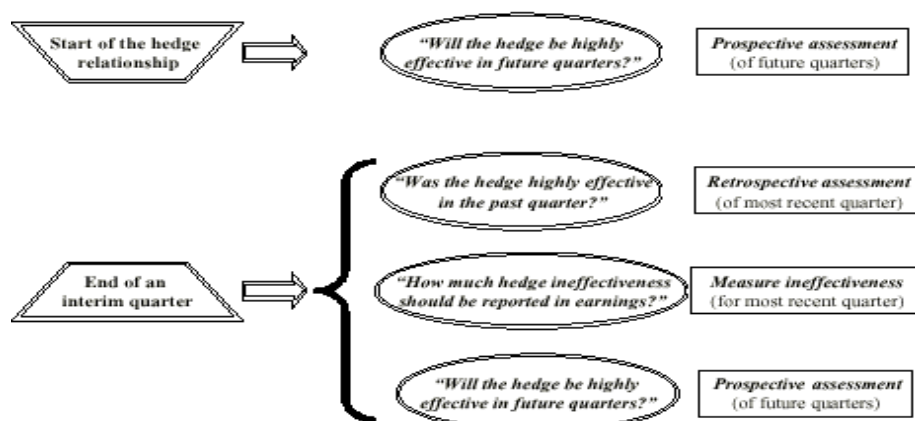 Start of the hedge
relationship
“Will the hedge be highly
effective in future quarters?”
Prospective assessment
(of future quarters)
“Was the hedge highly effective
in the past quarter?”
Retrospective assessment
(of most recent quarter)
End of an
interim quarter
“How much hedge ineffectiveness
should be reported in earnings?”
Measure ineffectiveness
(for most recent quarter)
“Will the hedge be highly
effective in future quarters?”
Prospective assessment
(of future quarters)